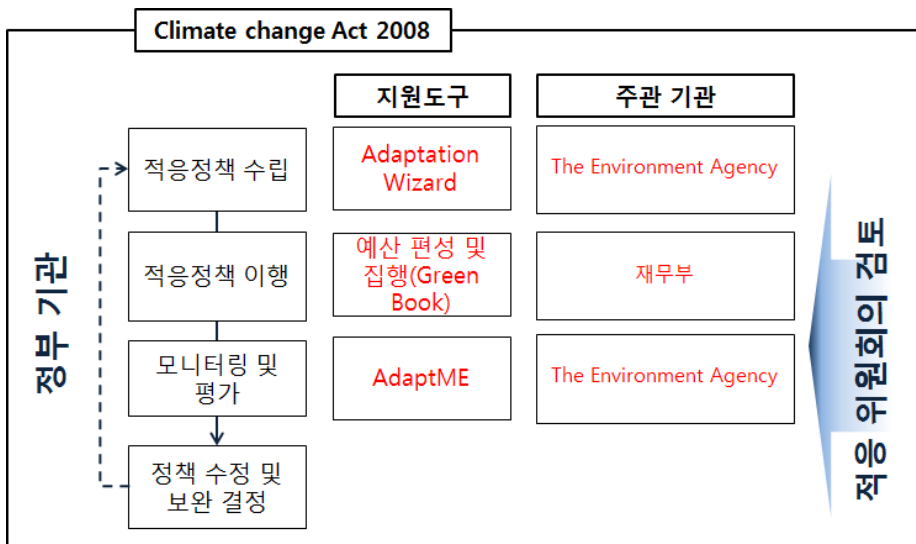 Climate change Act 2008
지원도구
주관 기관
적응정책 수립
Adaptation
Wizard
The Environment Agency
적응정책 이행
예산 편성 및
집행(Green
Book)
재무부
모니터링 및
평가
AdaptME
The Environment Agency
정책 수정 및
보완 결정
정부 기관
적응 위원회의 검토